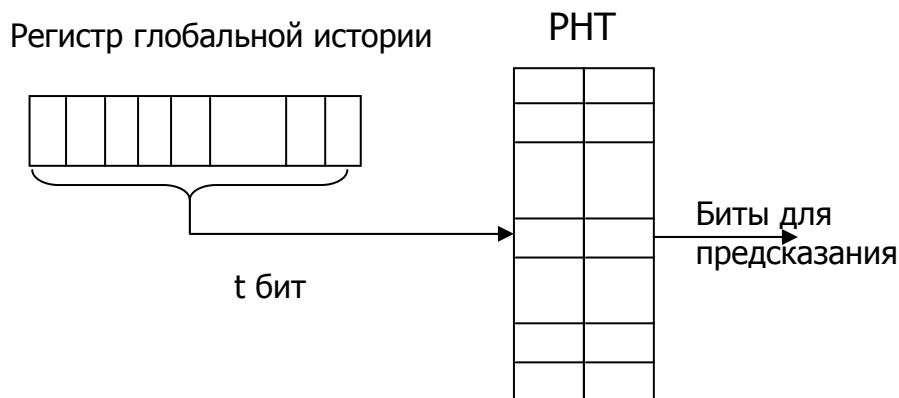 Регистр глобальной истории
PHT
Биты для
предсказания
t бит